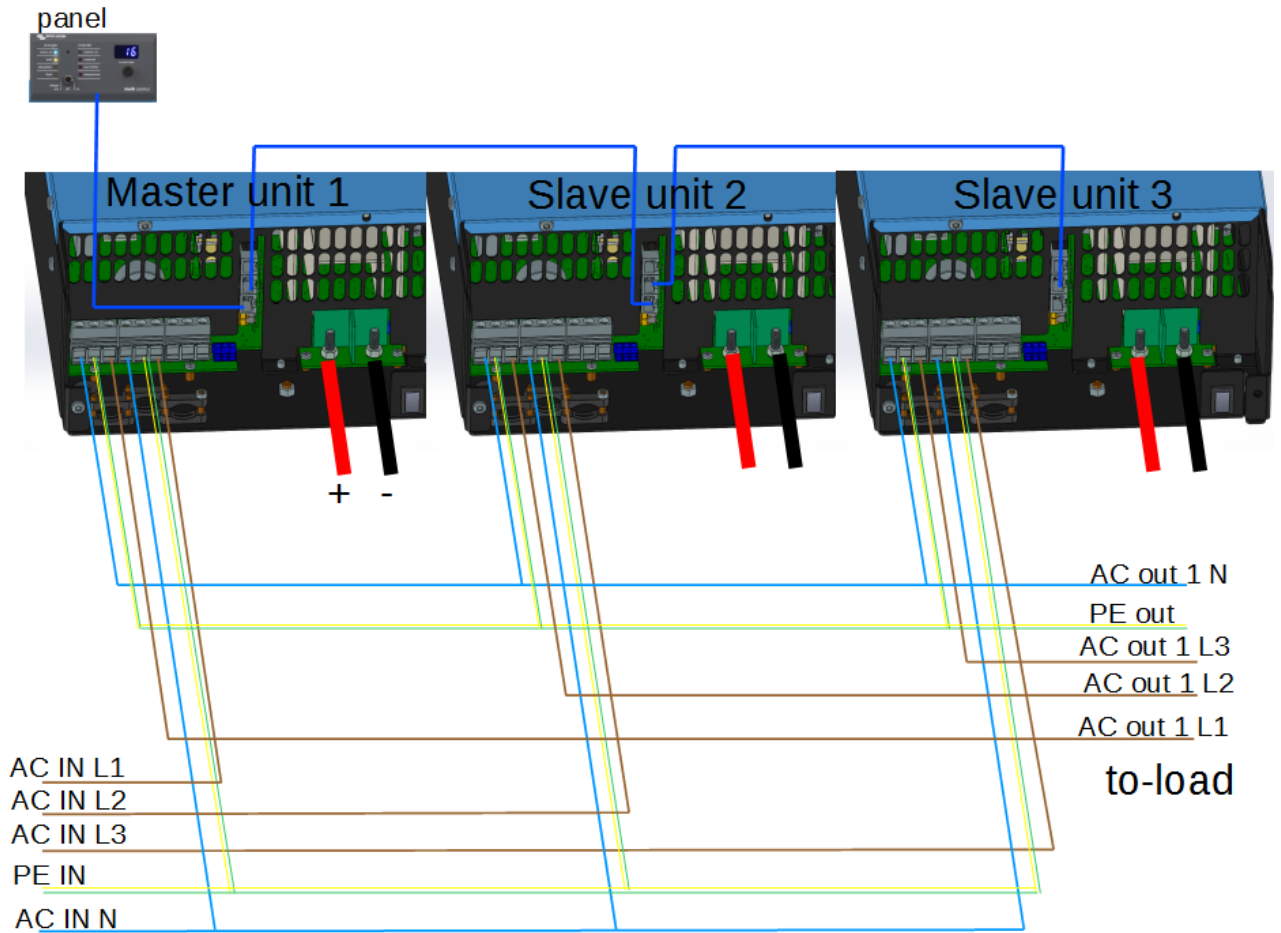 panel
16
Master unit 1
Slave unit 2
Slave unit 3
+ -
AC out 1 N
PE out
AC out 1 L3
AC out 1 L2
AC out 1 L1
to-load
AC IN L1
AC IN L2
AC IN L3
PE IN
AC IN N